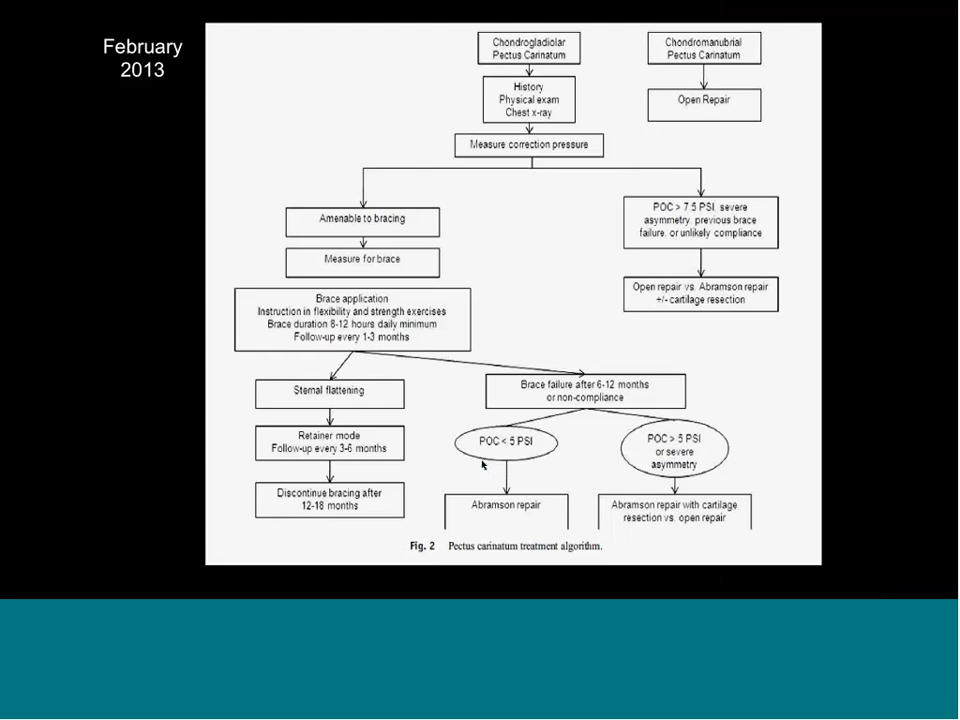 February
2013
Chondrogladiolar
Pectus Carinatum
Chondromanubrial
Pectus Carinatum
History
Physical exam
Chest x-ray
Open Repair
Measure correction pressure
Amenable to bracing
POC > 7.5 PSI, severe
asymmetry, previous brace
failure, or unlikely compliance
Measure for brace
Open repair vs. Abramson repair
+/- cartilage resection
Brace application
Instruction in flexibility and strength exercises
Brace duration 8-12 hours daily minimum
Follow-up every 1-3 months
Sternal flattening
Brace failure after 6-12 months
or non-compliance
Retainer mode
Follow-up every 3-6 months
POC < 5 PSI
POC > 5 PSI
or severe
asymmetry
Discontinue bracing after
12-18 months
Abramson repair
Abramson repair with cartilage
resection vs. open repair
Fig. 2 Pectus carinatum treatment algorithm.